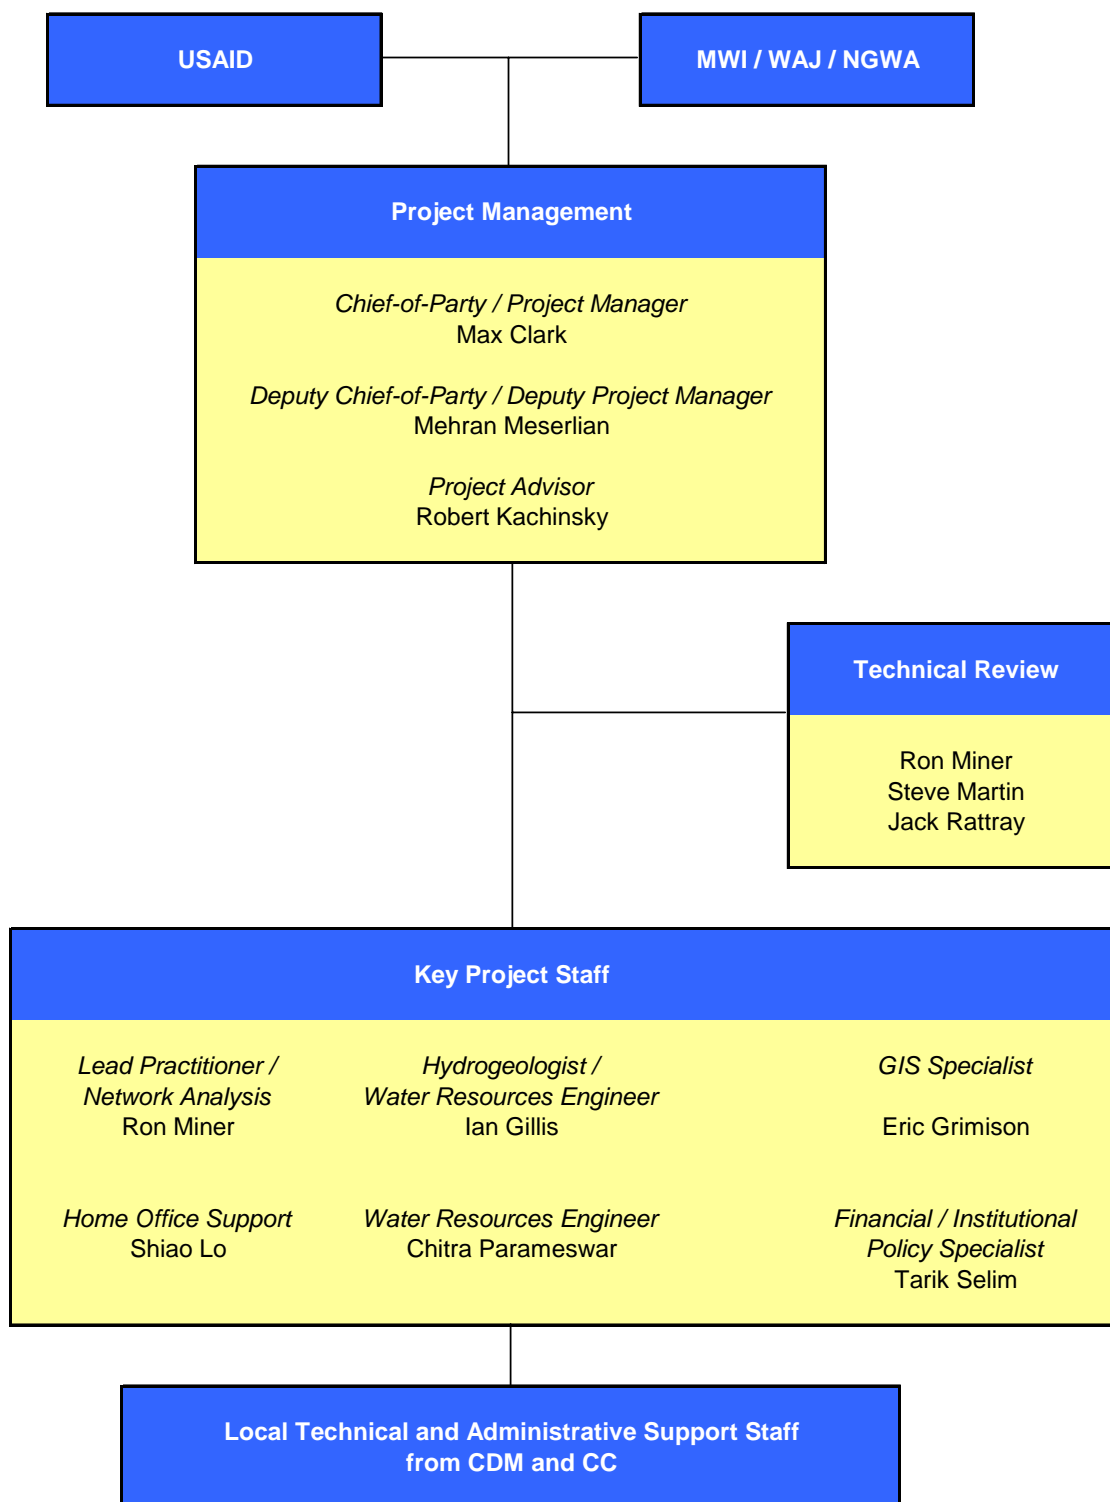 USAID
MWI / WAJ / NGWA
Project Management
Chief-of-Party / Project Manager
Max Clark
Deputy Chief-of-Party / Deputy Project Manager
Mehran Meserlian
Project Advisor
Robert Kachinsky
Technical Review
Ron Miner
Steve Martin
Jack Rattray
Key Project Staff
Lead Practitioner /
Network Analysis
Ron Miner
Hydrogeologist /
Water Resources Engineer
Ian Gillis
GIS Specialist
Eric Grimison
Home Office Support
Shiao Lo
Water Resources Engineer
Chitra Parameswar
Financial / Institutional
Policy Specialist
Tarik Selim
Local Technical and Administrative Support Staff
from CDM and CC